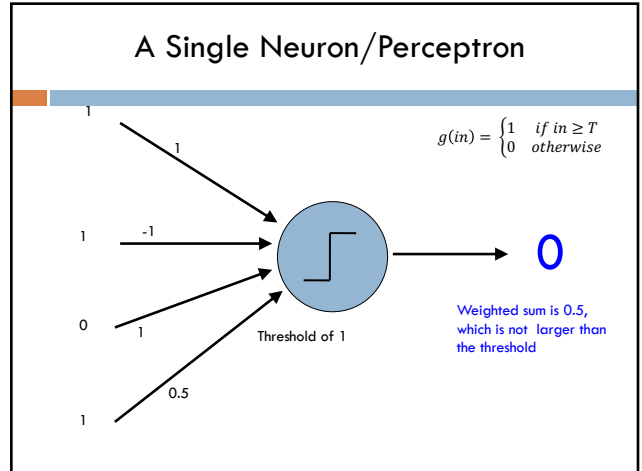 A Single Neuron/Perceptron
1
1
g(in) = {1 if in ≥ T
0 otherwise
1
-1
0
Weighted sum is 0.5,
which is not larger than
the threshold
0
1
Threshold of 1
0.5
1